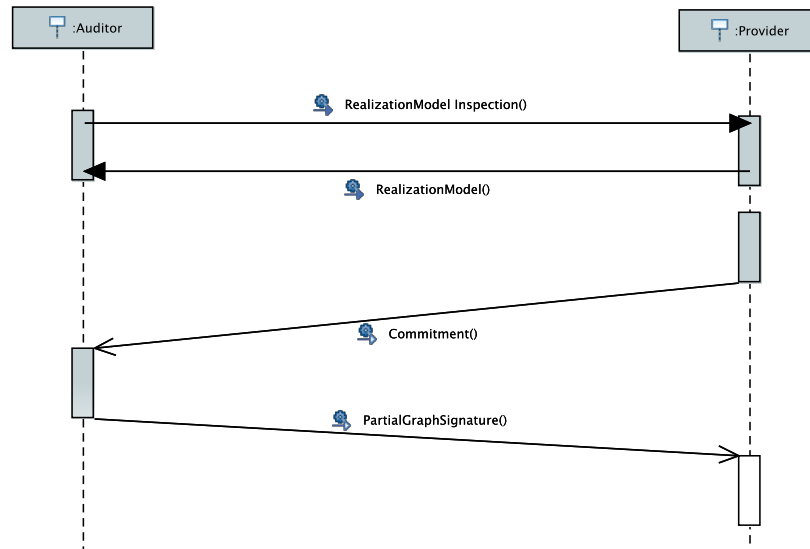 :Auditor
:Provider
RealizationModel Inspection()
RealizationModel()
Commitment()
PartialGraphSignature()